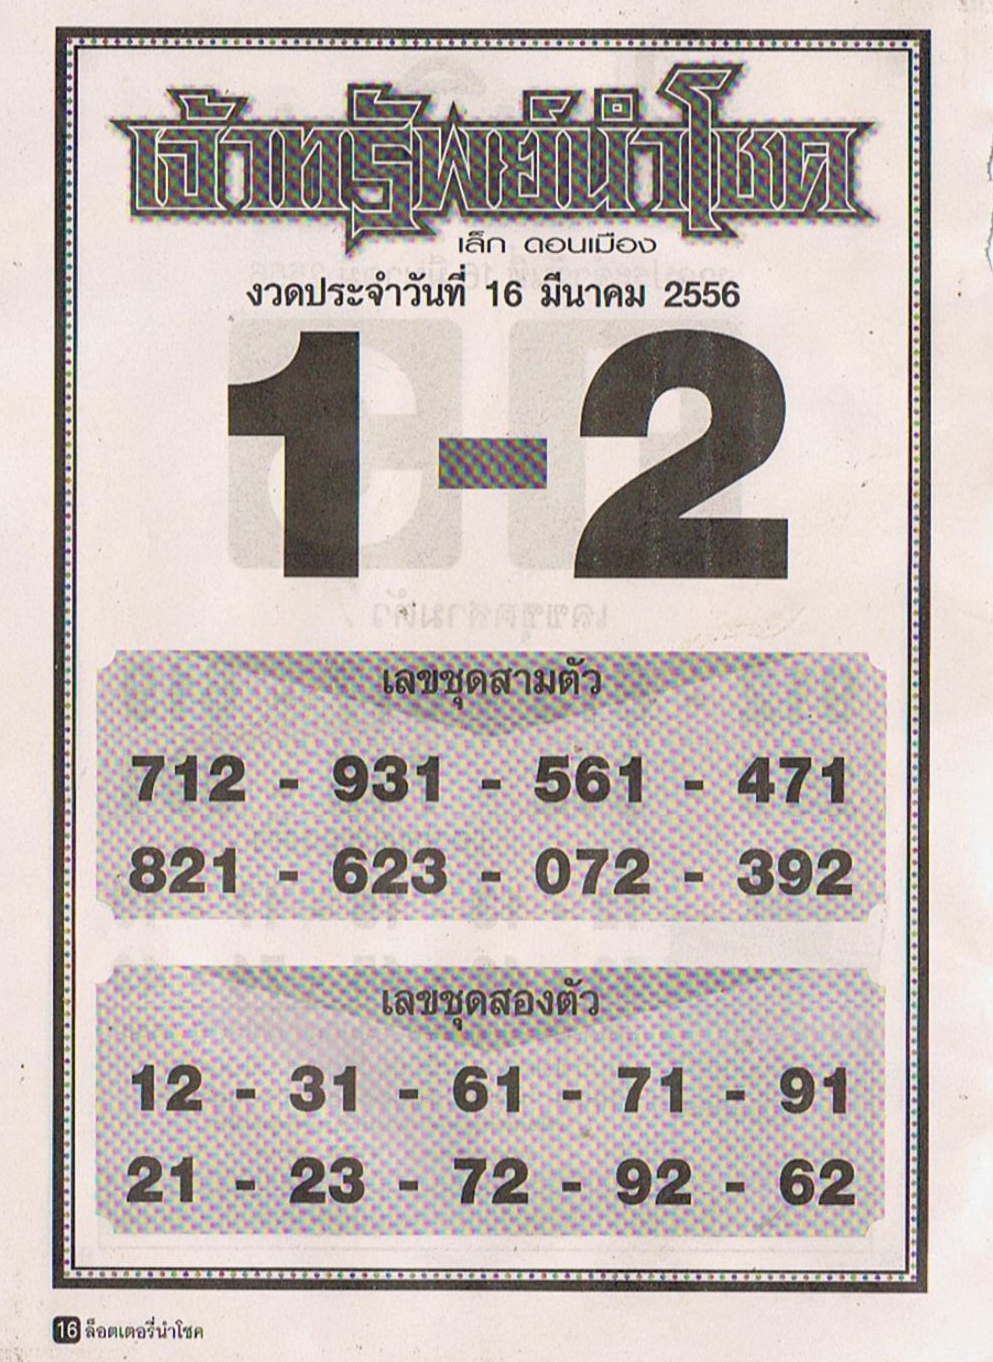 เจ้าทรัพย์นำโชค
เล็ก ดอนเมือง
งวดประจำวันที่ 16 มีนาคม 2556
1-2
เลขชุดสามตัว
712 - 931 - 561 - 471
821 - 623 - 072 - 392
เลขชุดสองตัว
12 - 31 - 61 - 71 - 91
21 - 23 - 72 - 92 - 62
16 ล็อตเตอรี่นำโชค